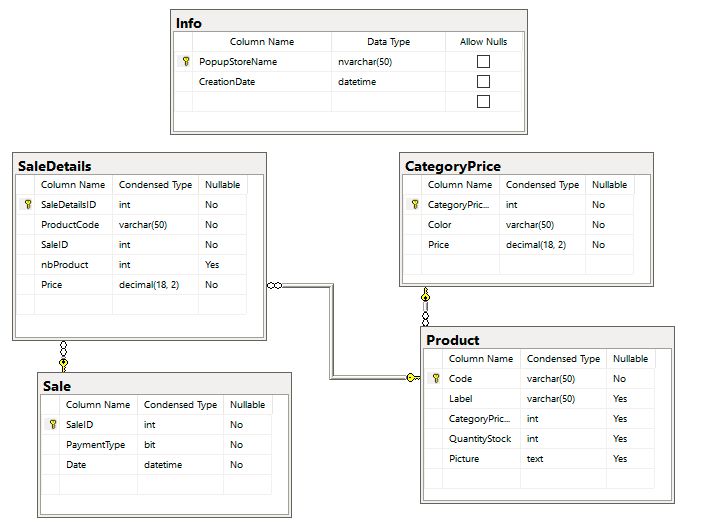 Info
Column Name Data Type Allow Nulls
PopupStoreName nvarchar(50)
CreationDate datetime
SaleDetails
Column Name Condensed Type Nullable
SaleDetailsID int No
ProductCode varchar(50) No
SaleID int No
nbProduct int Yes
Price decimal(18, 2) No
CategoryPrice
Column Name Condensed Type Nullable
CategoryPric... int No
Color varchar(50) No
Price decimal(18, 2) No
Sale
Column Name Condensed Type Nullable
SaleID int No
PaymentType bit No
Date datetime No
Product
Column Name Condensed Type Nullable
Code varchar(50) No
Label varchar(50) Yes
CategoryPric... int Yes
QuantityStock int Yes
Picture text Yes